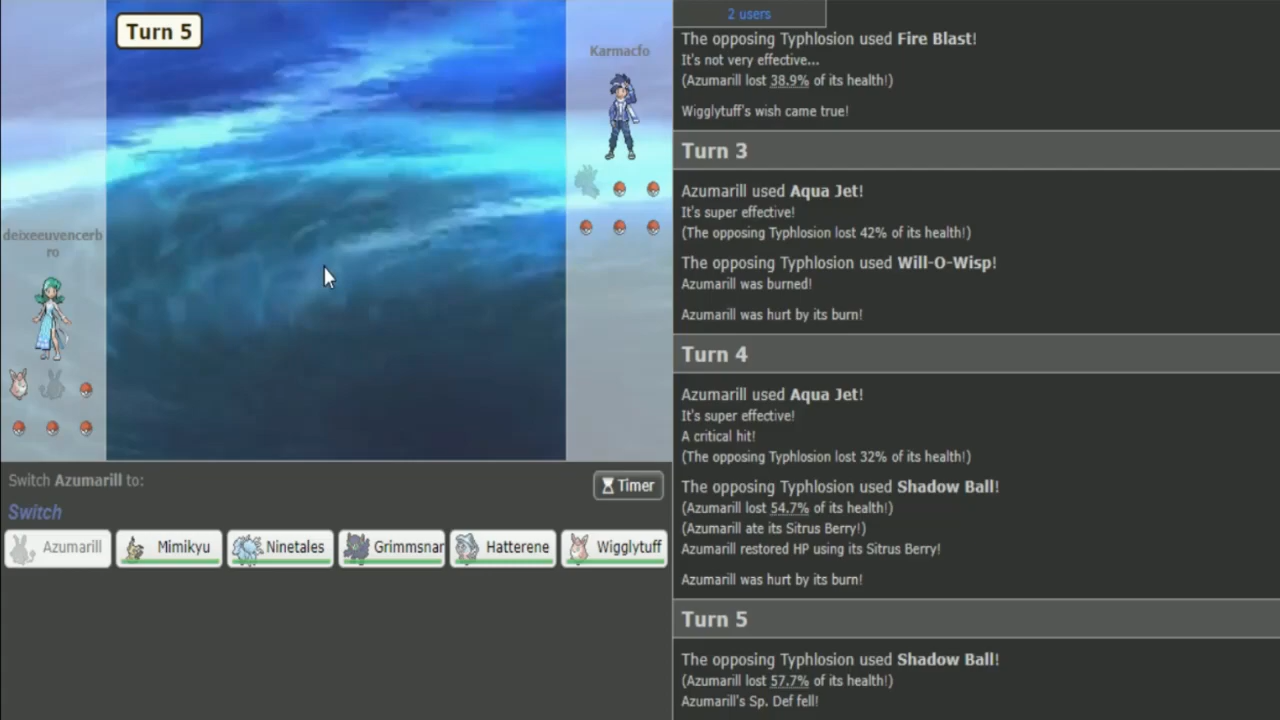 Turn 5
Karmacfo
deixeeuvencerb
ro
Switch Azumarill to:
Timer
Switch
Azumarill
Mimikyu
Ninetales
Grimmsnar
Hatterene
Wigglytuff
2 users
The opposing Typhlosion used Fire Blast!
It's not very effective...
(Azumarill lost 38.9% of its health!)
Wigglytuff's wish came true!
Turn 3
Azumarill used Aqua Jet!
It's super effective!
(The opposing Typhlosion lost 42% of its health!)
The opposing Typhlosion used Will-O-Wisp!
Azumarill was burned!
Azumarill was hurt by its burn!
Turn 4
Azumarill used Aqua Jet!
It's super effective!
A critical hit!
(The opposing Typhlosion lost 32% of its health!)
The opposing Typhlosion used Shadow Ball!
(Azumarill lost 54.7% of its health!)
(Azumarill ate its Sitrus Berry!)
Azumarill restored HP using its Sitrus Berry!
Azumarill was hurt by its burn!
Turn 5
The opposing Typhlosion used Shadow Ball!
(Azumarill lost 57.7% of its health!)
Azumarill's Sp. Def fell!